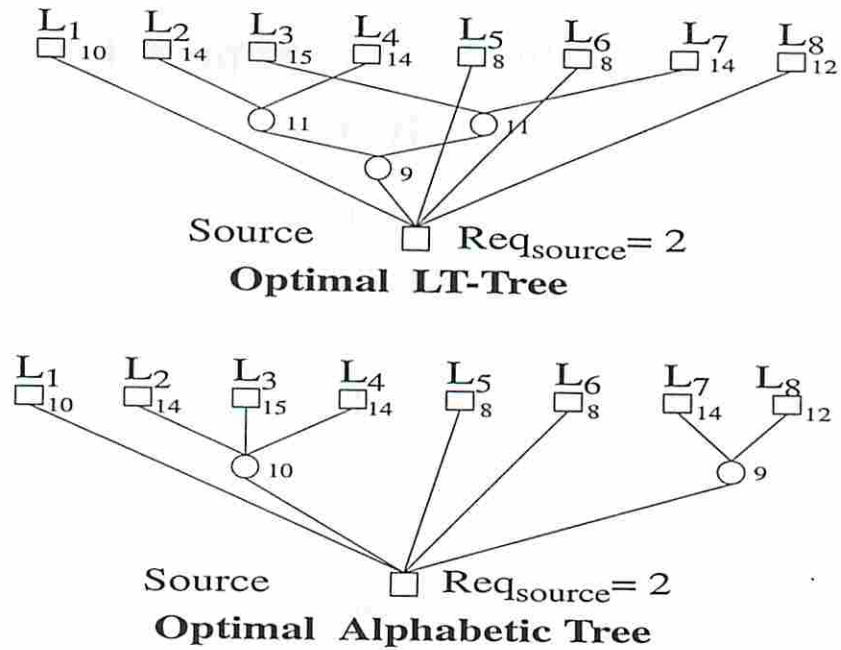 L1 L2 L3 L4 L5 L6 L7 L8
10 14 15 14 8 8 14 12
11 11
9
Source Reqsource= 2
Optimal LT-Tree
L1 L2 L3 L4 L5 L6 L7 L8
10 14 15 14 8 8 14 12
10 9
Source Reqsource= 2
Optimal Alphabetic Tree